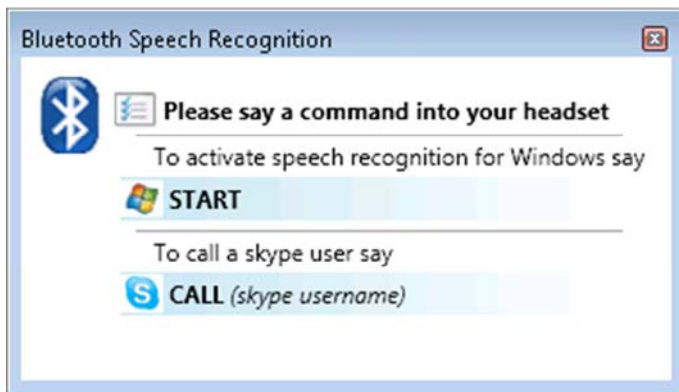 Bluetooth Speech Recognition
Please say a command into your headset
To activate speech recognition for Windows say
START
To call a skype user say
CALL (skype username)